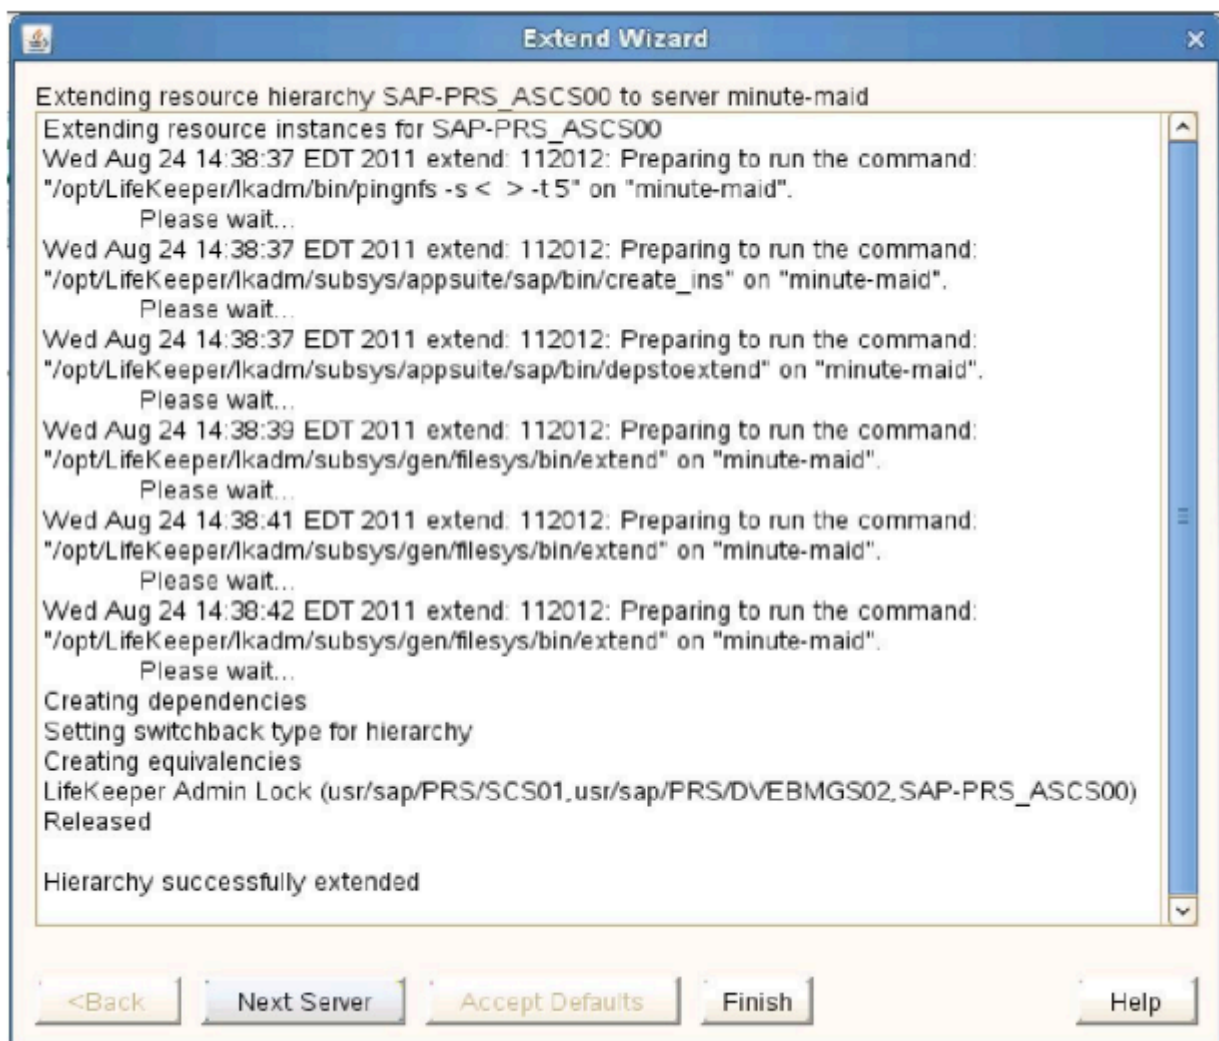 Extend Wizard
Extending resource hierarchy SAP-PRS_ASCS00 to server minute-maid
Extending resource instances for SAP-PRS_ASCS00
Wed Aug 24 14:38:37 EDT 2011 extend: 112012: Preparing to run the command:
"/opt/LifeKeeper/lkadm/bin/pingnfs -s < > -t 5" on "minute-maid".
Please wait...
Wed Aug 24 14:38:37 EDT 2011 extend: 112012: Preparing to run the command:
"/opt/LifeKeeper/lkadm/subsys/appsuite/sap/bin/create_ins" on "minute-maid".
Please wait...
Wed Aug 24 14:38:37 EDT 2011 extend: 112012: Preparing to run the command:
"/opt/LifeKeeper/lkadm/subsys/appsuite/sap/bin/depstoextend" on "minute-maid".
Please wait...
Wed Aug 24 14:38:39 EDT 2011 extend: 112012: Preparing to run the command:
"/opt/LifeKeeper/lkadm/subsys/gen/filesys/bin/extend" on "minute-maid".
Please wait...
Wed Aug 24 14:38:41 EDT 2011 extend: 112012: Preparing to run the command:
"/opt/LifeKeeper/lkadm/subsys/gen/filesys/bin/extend" on "minute-maid".
Please wait...
Wed Aug 24 14:38:42 EDT 2011 extend: 112012: Preparing to run the command:
"/opt/LifeKeeper/lkadm/subsys/gen/filesys/bin/extend" on "minute-maid".
Please wait...
Creating dependencies
Setting switchback type for hierarchy
Creating equivalencies
LifeKeeper Admin Lock (usr/sap/PRS/SCS01,usr/sap/PRS/DVEBMGS02,SAP-PRS_ASCS00)
Released
Hierarchy successfully extended
<Back Next Server Accept Defaults Finish Help